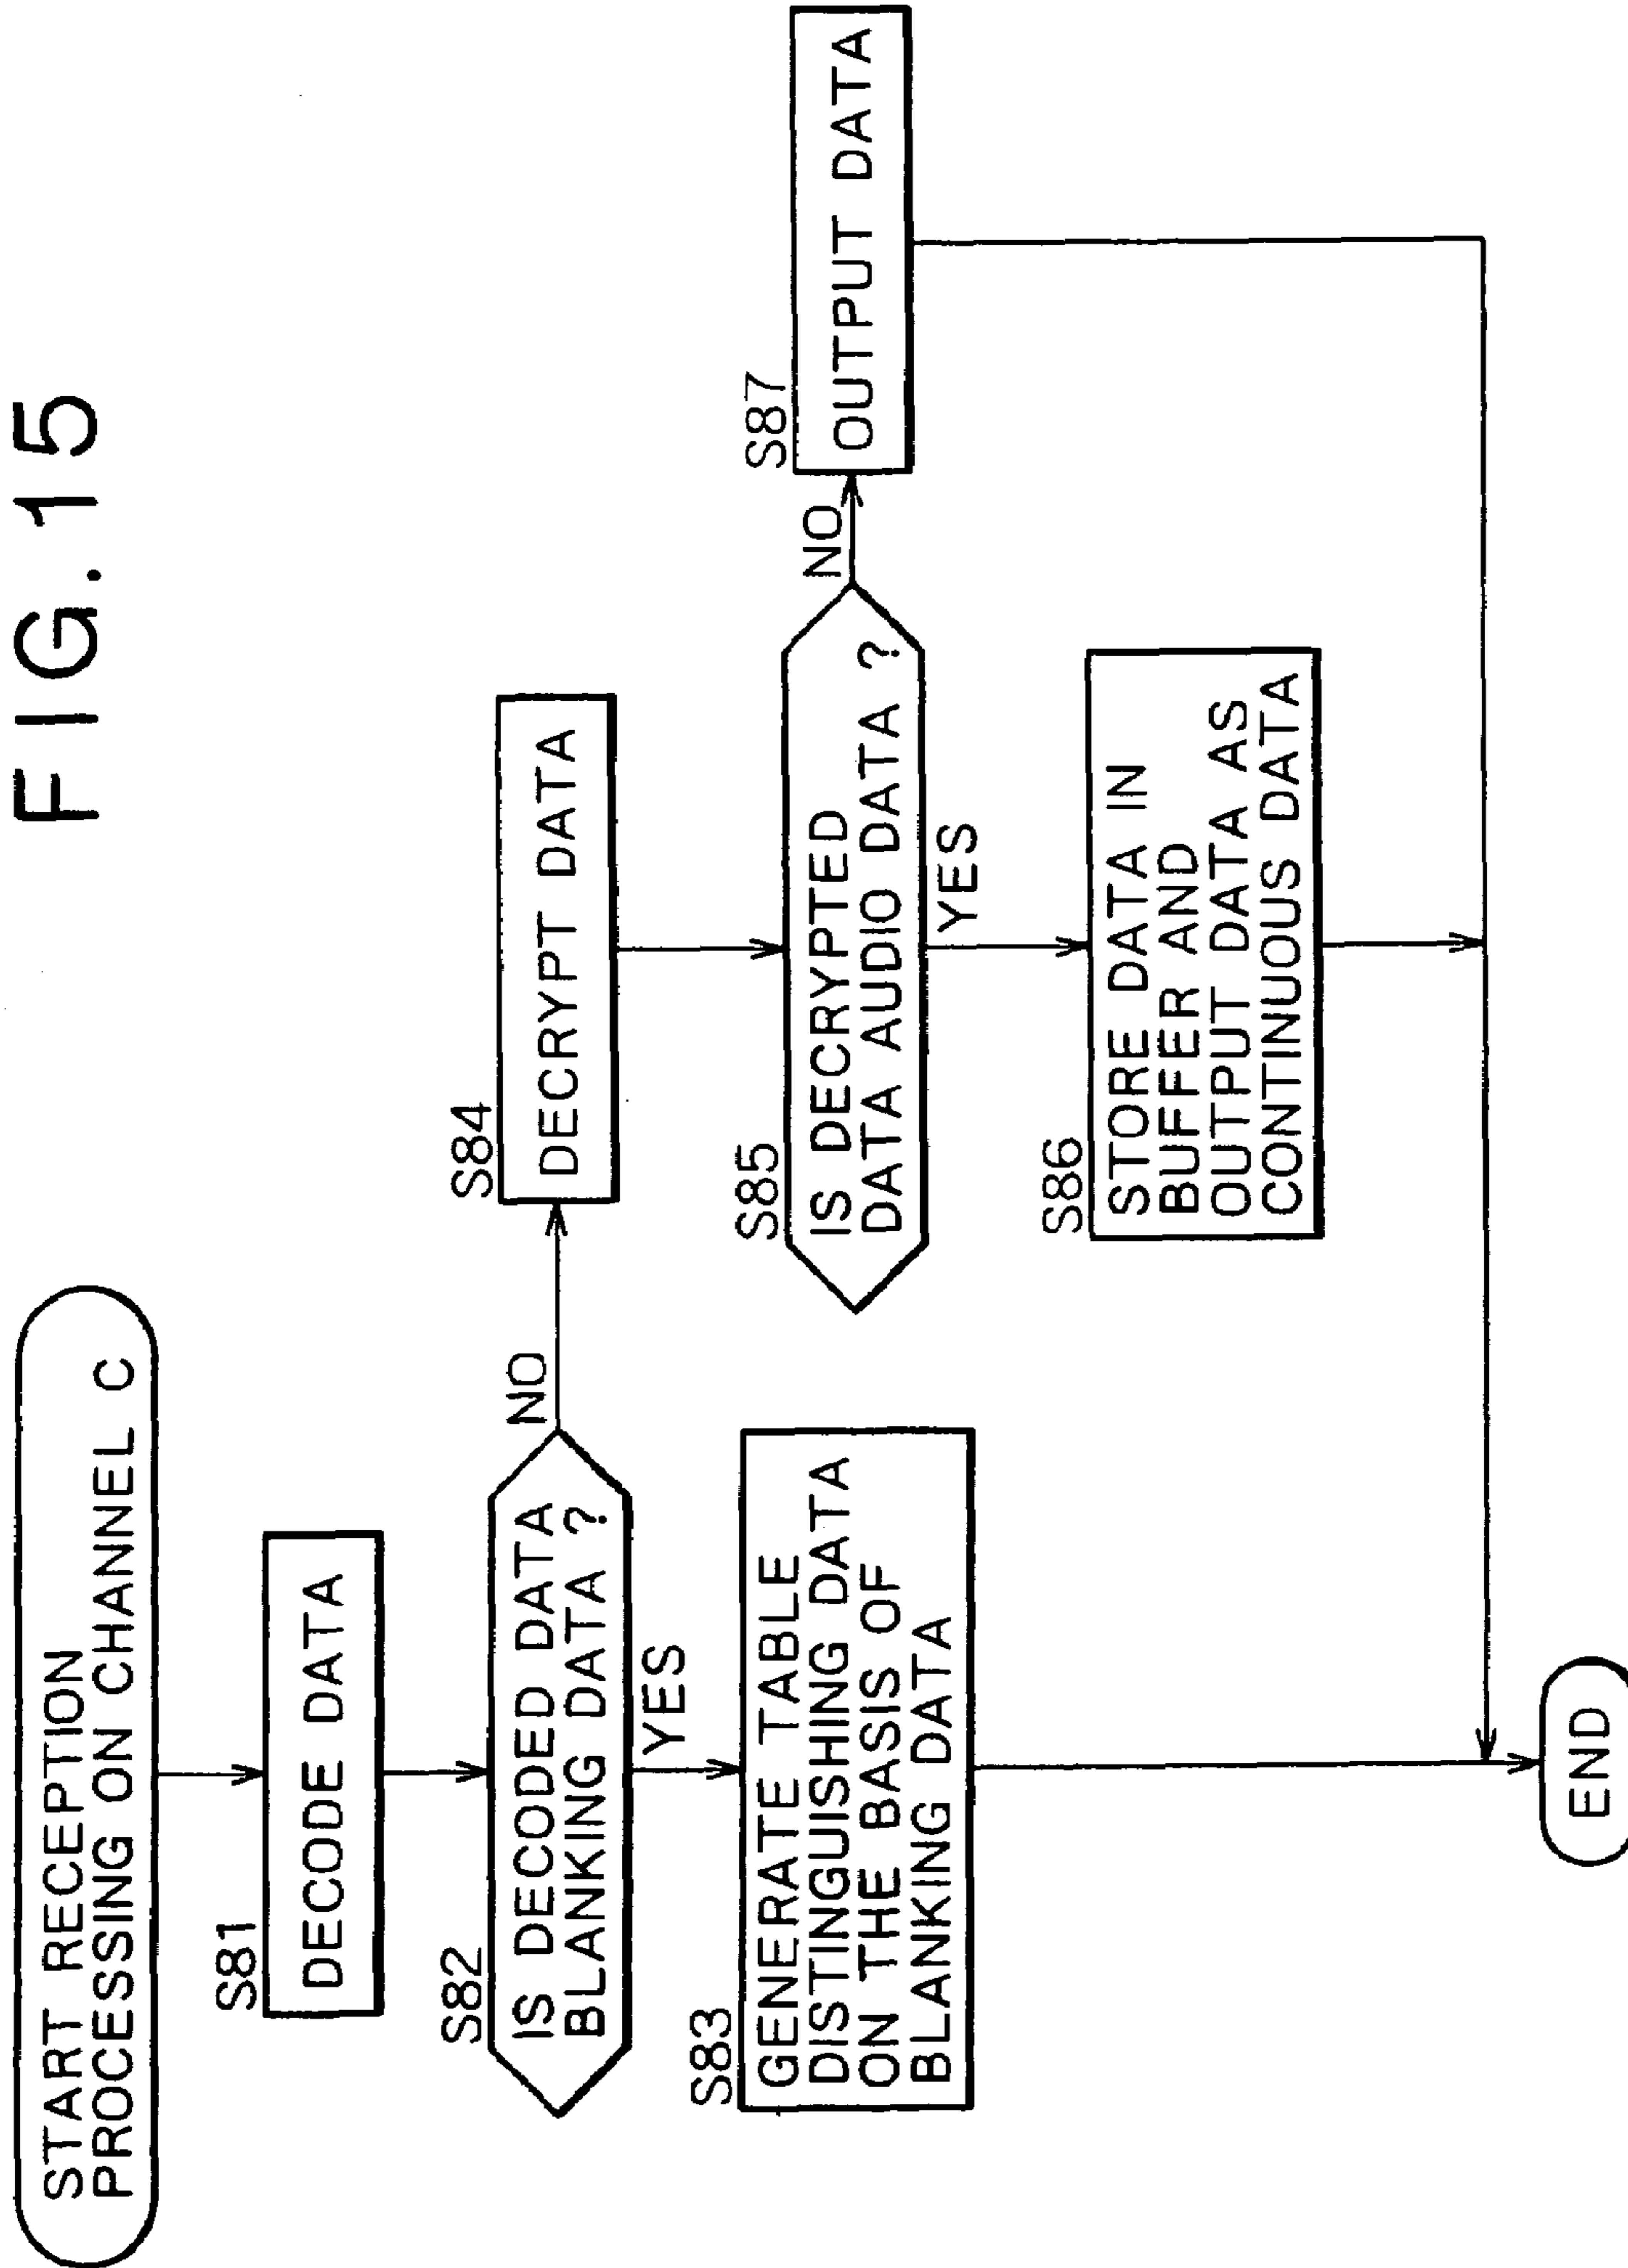 FIG.15
START RECEPTION
PROCESSING ON CHANNEL C
S81
DECODE DATA
S82
IS DECODED DATA
BLANKING DATA ?
NO
YES
S83
GENERATE TABLE
DISTINGUISHING DATA
ON THE BASIS OF
BLANKING DATA
S84
DECRYPT DATA
S85
IS DECRYPTED
DATA AUDIO DATA ?
NO
YES
S86
STORE DATA IN
BUFFER AND
OUTPUT DATA AS
CONTINUOUS DATA
S87
OUTPUT DATA
END